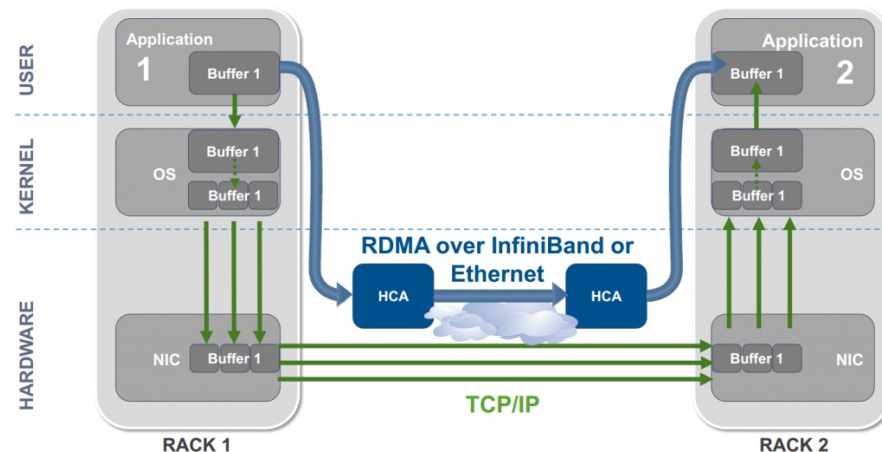 USER
KERNEL
HARDWARE
Application
1
Buffer 1
OS
Buffer 1
Buffer 1
NIC
Buffer 1
RACK 1
RDMA over InfiniBand or
Ethernet
HCA
HCA
TCP/IP
Application
2
Buffer 1
Buffer 1
OS
Buffer 1
Buffer 1
NIC
RACK 2